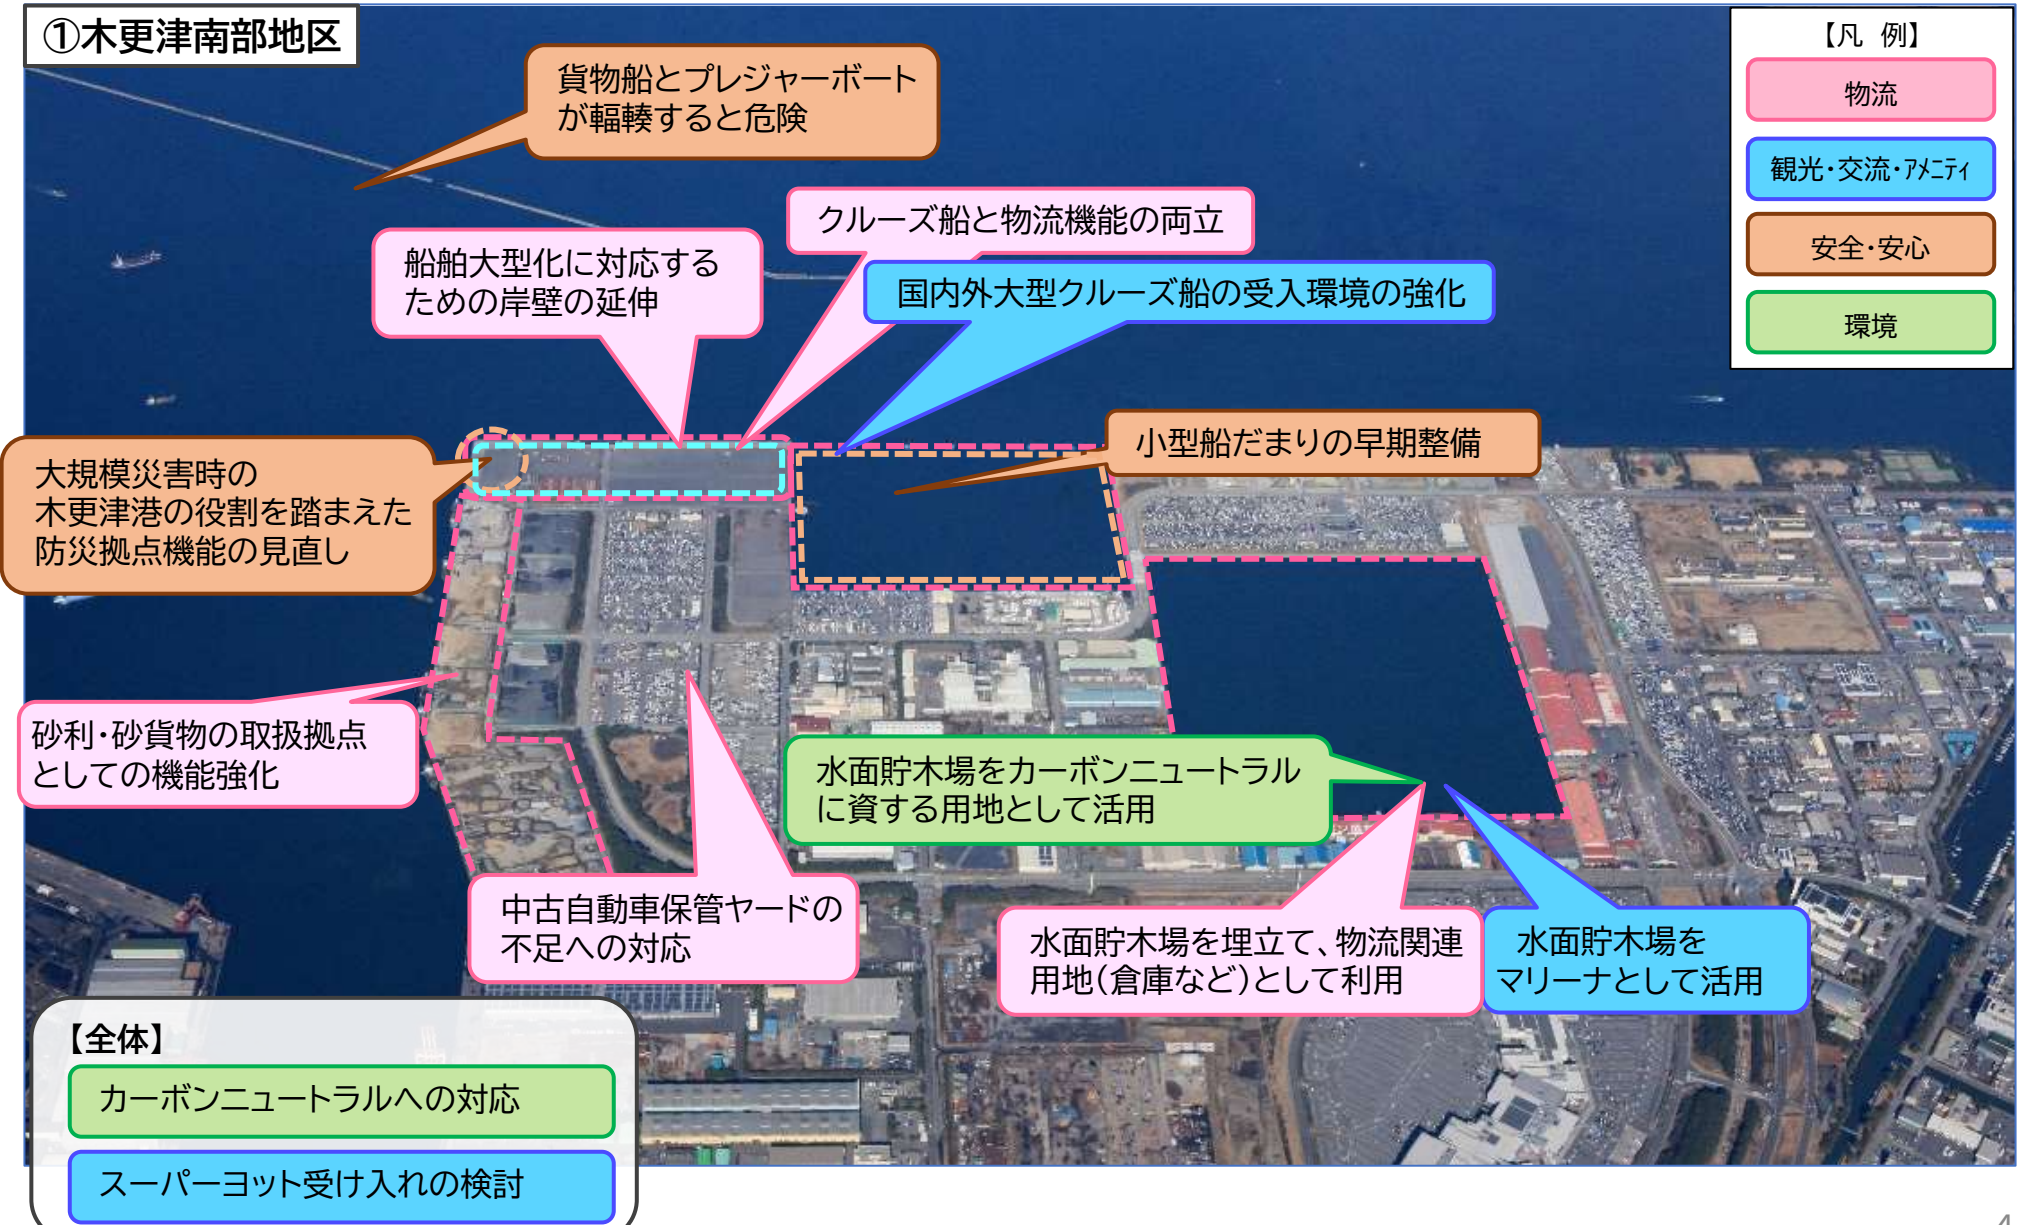 ①木更津南部地区
【凡　例】
物流
観光・交流・ｱﾒﾆﾃｨ
安全・安心
環境
貨物船とプレジャーボート
が輻輳すると危険
クルーズ船と物流機能の両立
船舶大型化に対応する
ための岸壁の延伸
国内外大型クルーズ船の受入環境の強化
小型船だまりの早期整備
大規模災害時の
木更津港の役割を踏まえた
防災拠点機能の見直し
砂利・砂貨物の取扱拠点
としての機能強化
水面貯木場をカーボンニュートラル
に資する用地として活用
中古自動車保管ヤードの
不足への対応
水面貯木場を埋立て、物流関連
用地（倉庫など）として利用
水面貯木場を
マリーナとして活用
【全体】
カーボンニュートラルへの対応
スーパーヨット受け入れの検討
4